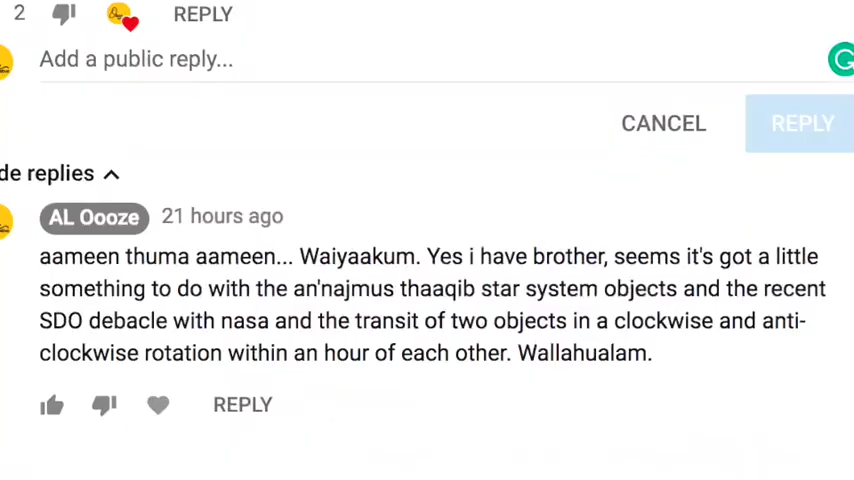 2 REPLY
Add a public reply...
CANCEL REPLY
de replies
AL Oooze 21 hours ago
aameen thuma aameen... Waiyaakum. Yes i have brother, seems it's got a little
something to do with the an'najmus thaaqib star system objects and the recent
SDO debacle with nasa and the transit of two objects in a clockwise and anti-
clockwise rotation within an hour of each other. Wallahualam.
REPLY